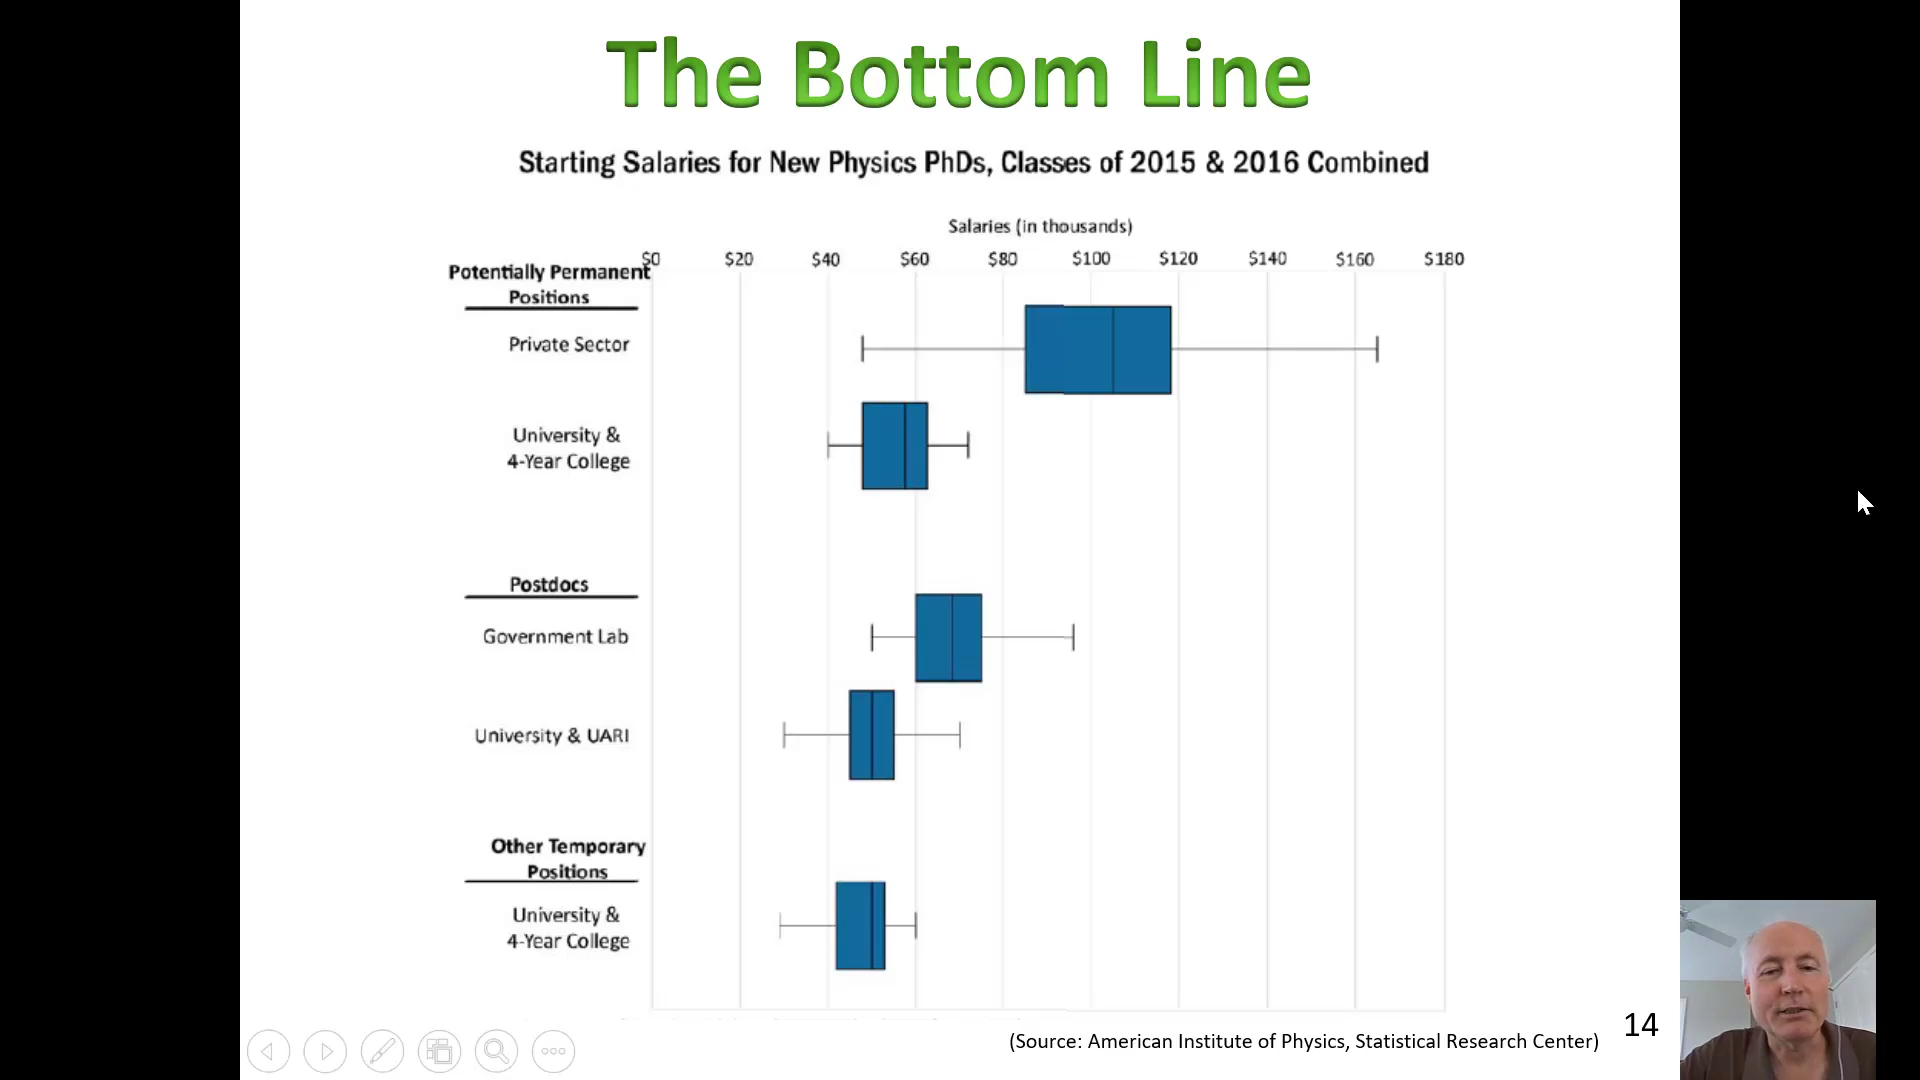 The Bottom Line
Starting Salaries for New Physics PhDs, Classes of 2015 & 2016 Combined
Salaries (in thousands)
$0 $20 $40 $60 $80 $100 $120 $140 $160 $180
Potentially Permanent
Positions
Private Sector
University &
4-Year College
Postdocs
Government Lab
University & UARI
Other Temporary
Positions
University &
4-Year College
14
(Source: American Institute of Physics, Statistical Research Center)